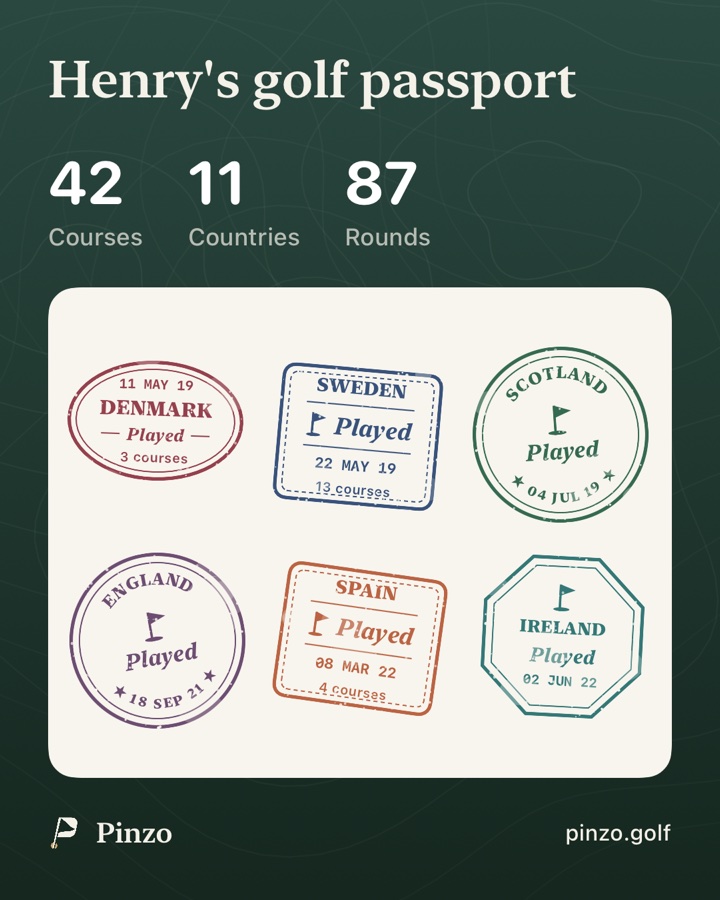 Henry's golf passport
42 11 87
Courses Countries Rounds
11 MAY 19
DENMARK
— Played —
3 courses
SWEDEN
Played
22 MAY 19
13 courses
SCOTLAND
Played
★ 04 JUL 19 ★
ENGLAND
Played
★ 18 SEP 21 ★
SPAIN
Played
08 MAR 22
4 courses
IRELAND
Played
02 JUN 22
Pinzo
pinzo.golf